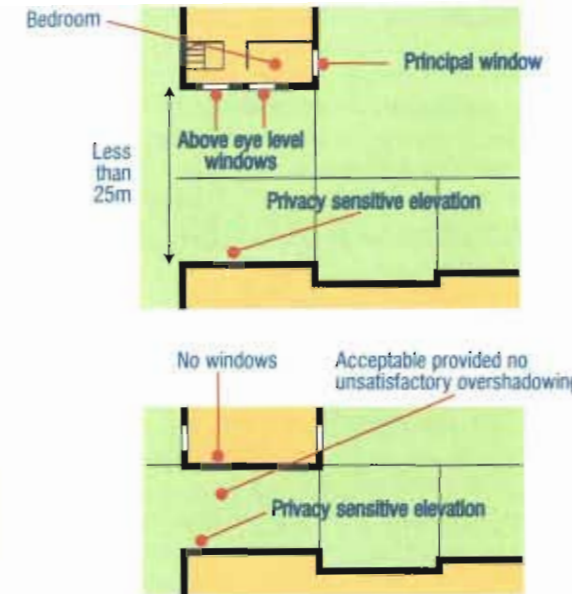 Bedroom
Principal window
Above eye level
windows
Less
than
25m
Privacy sensitive elevation
No windows
Acceptable provided no
unsatisfactory overshadowing
Privacy sensitive elevation